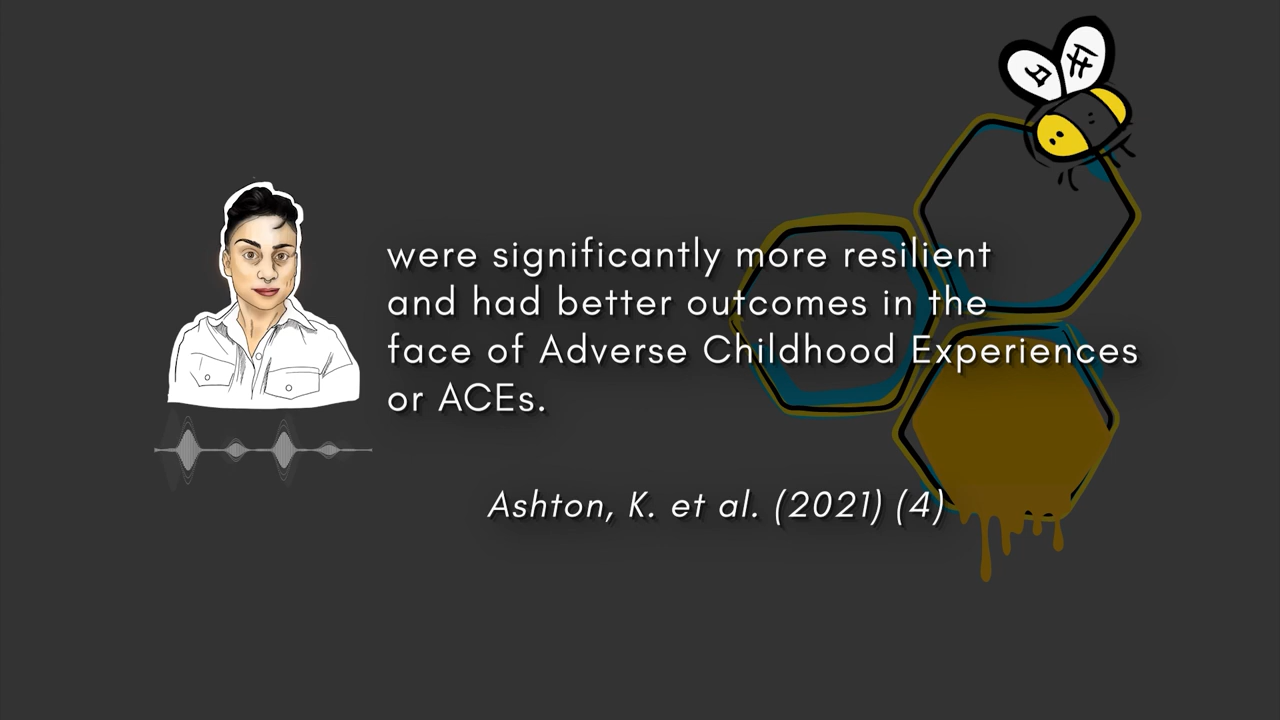 were significantly more resilient
and had better outcomes in the
face of Adverse Childhood Experiences
or ACEs.
Ashton, K. et al. (2021) (4)